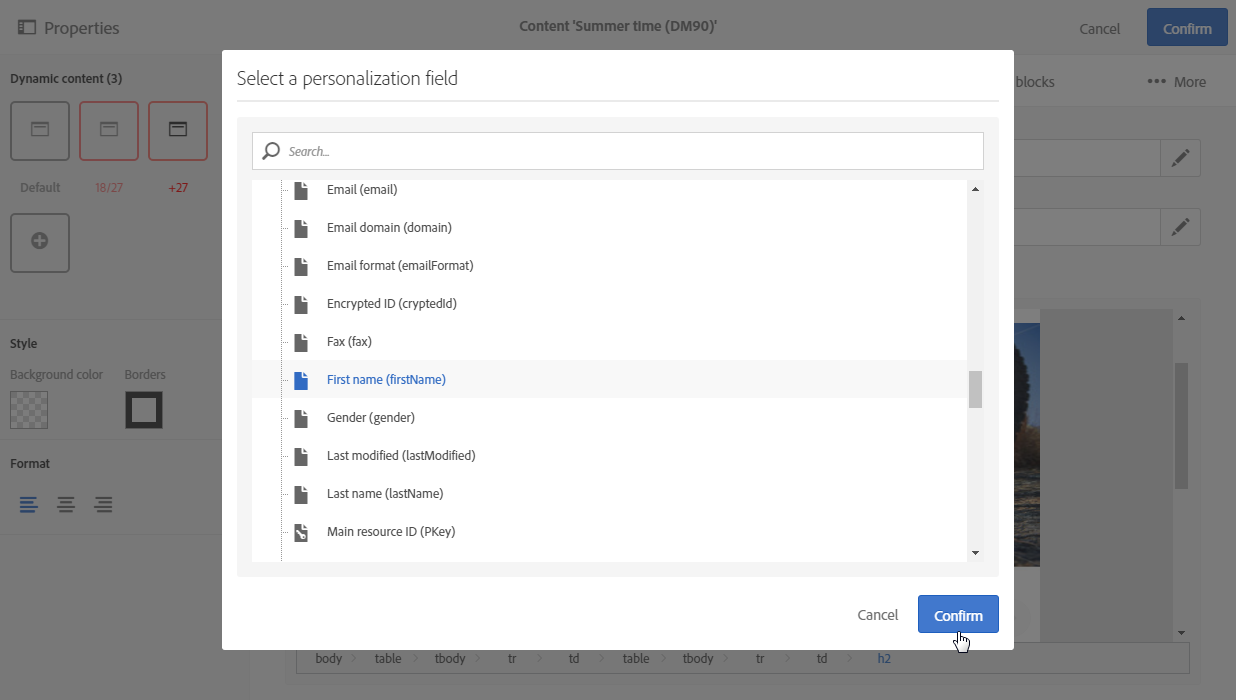 Properties
Content 'Summer time (DM90)'
Cancel
Confirm
Dynamic content (3)
blocks
••• More
Default
18/27
+27
Style
Background color
Borders
Format
Select a personalization field
Search...
Email (email)
Email domain (domain)
Email format (emailFormat)
Encrypted ID (cryptedId)
Fax (fax)
First name (firstName)
Gender (gender)
Last modified (lastModified)
Last name (lastName)
Main resource ID (PKey)
Cancel
Confirm
body table tbody tr td table tbody tr td h2